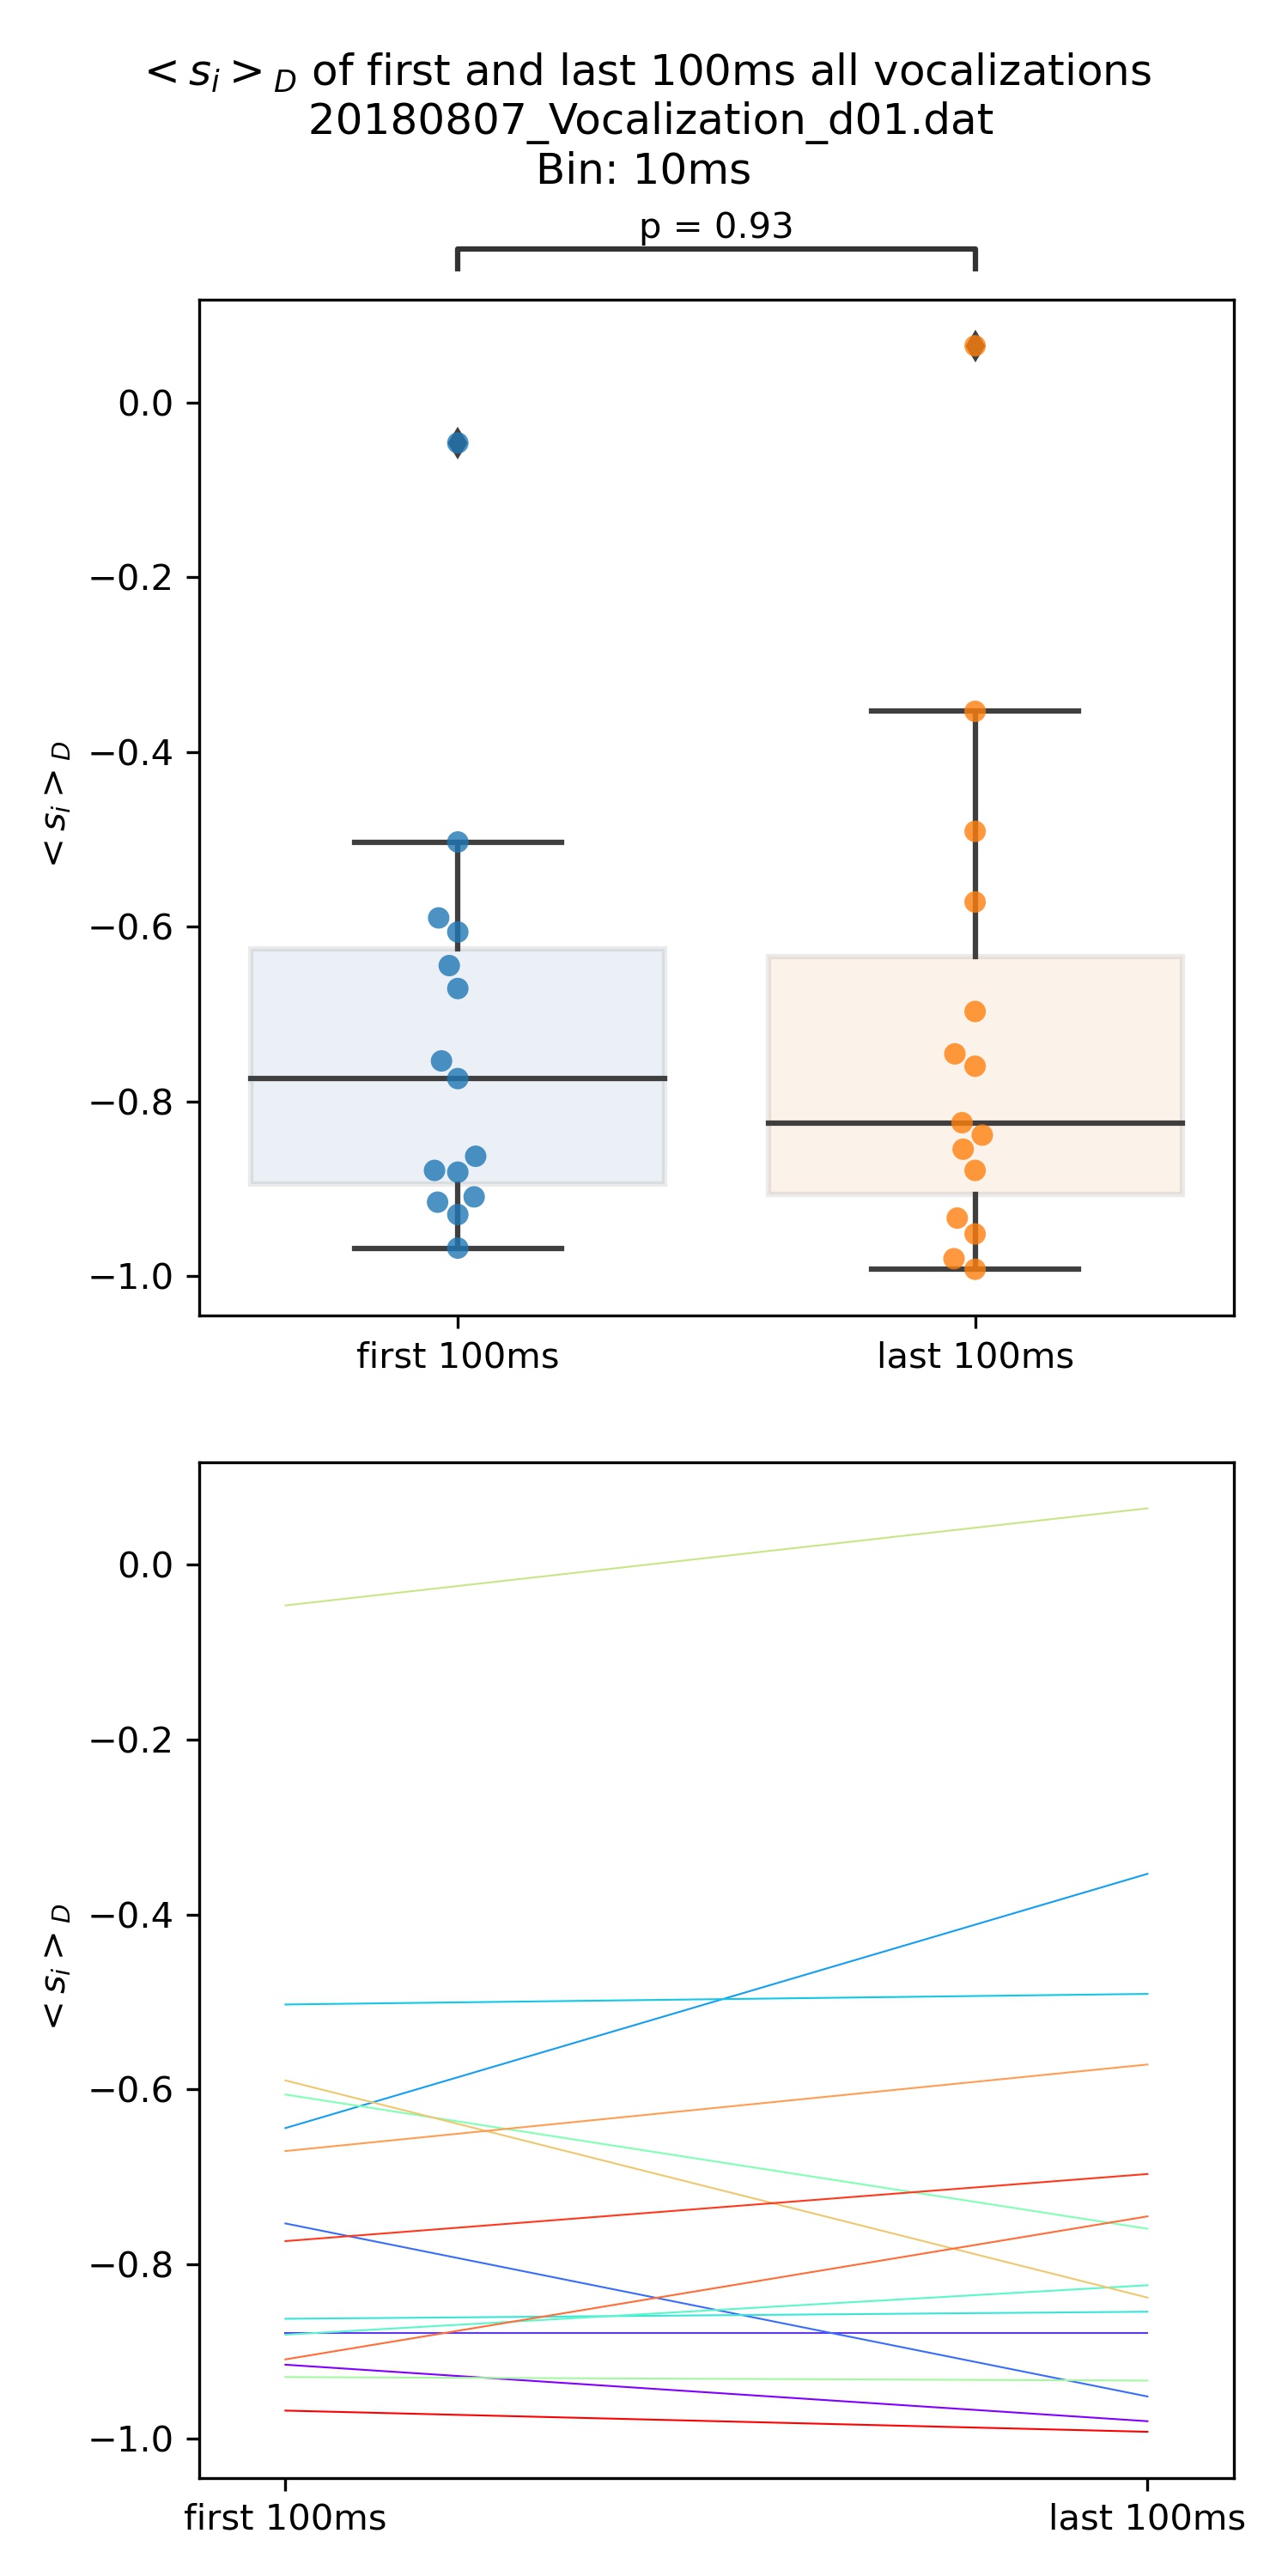 < s_i >_D of first and last 100ms all vocalizations
20180807_Vocalization_d01.dat
Bin: 10ms
p = 0.93
0.0
−0.2
−0.4
−0.6
−0.8
−1.0
< s_i >_D
first 100ms
last 100ms
0.0
−0.2
−0.4
−0.6
−0.8
−1.0
< s_i >_D
first 100ms
last 100ms